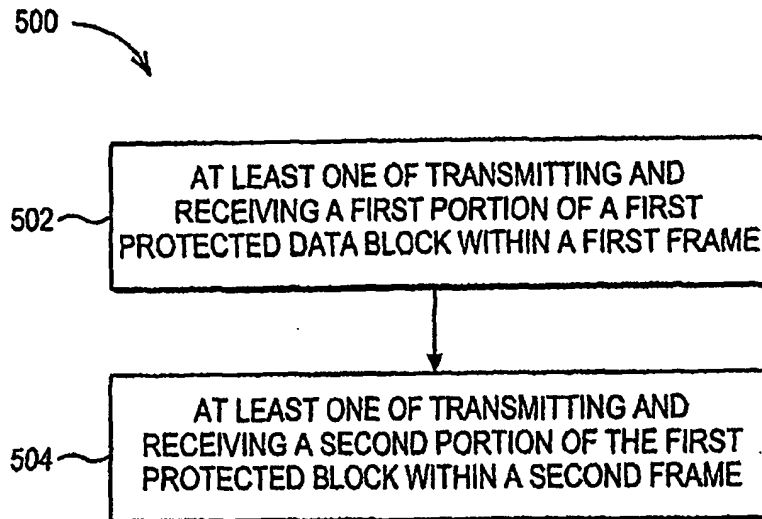 500
502
AT LEAST ONE OF TRANSMITTING AND
RECEIVING A FIRST PORTION OF A FIRST
PROTECTED DATA BLOCK WITHIN A FIRST FRAME
504
AT LEAST ONE OF TRANSMITTING AND
RECEIVING A SECOND PORTION OF THE FIRST
PROTECTED BLOCK WITHIN A SECOND FRAME